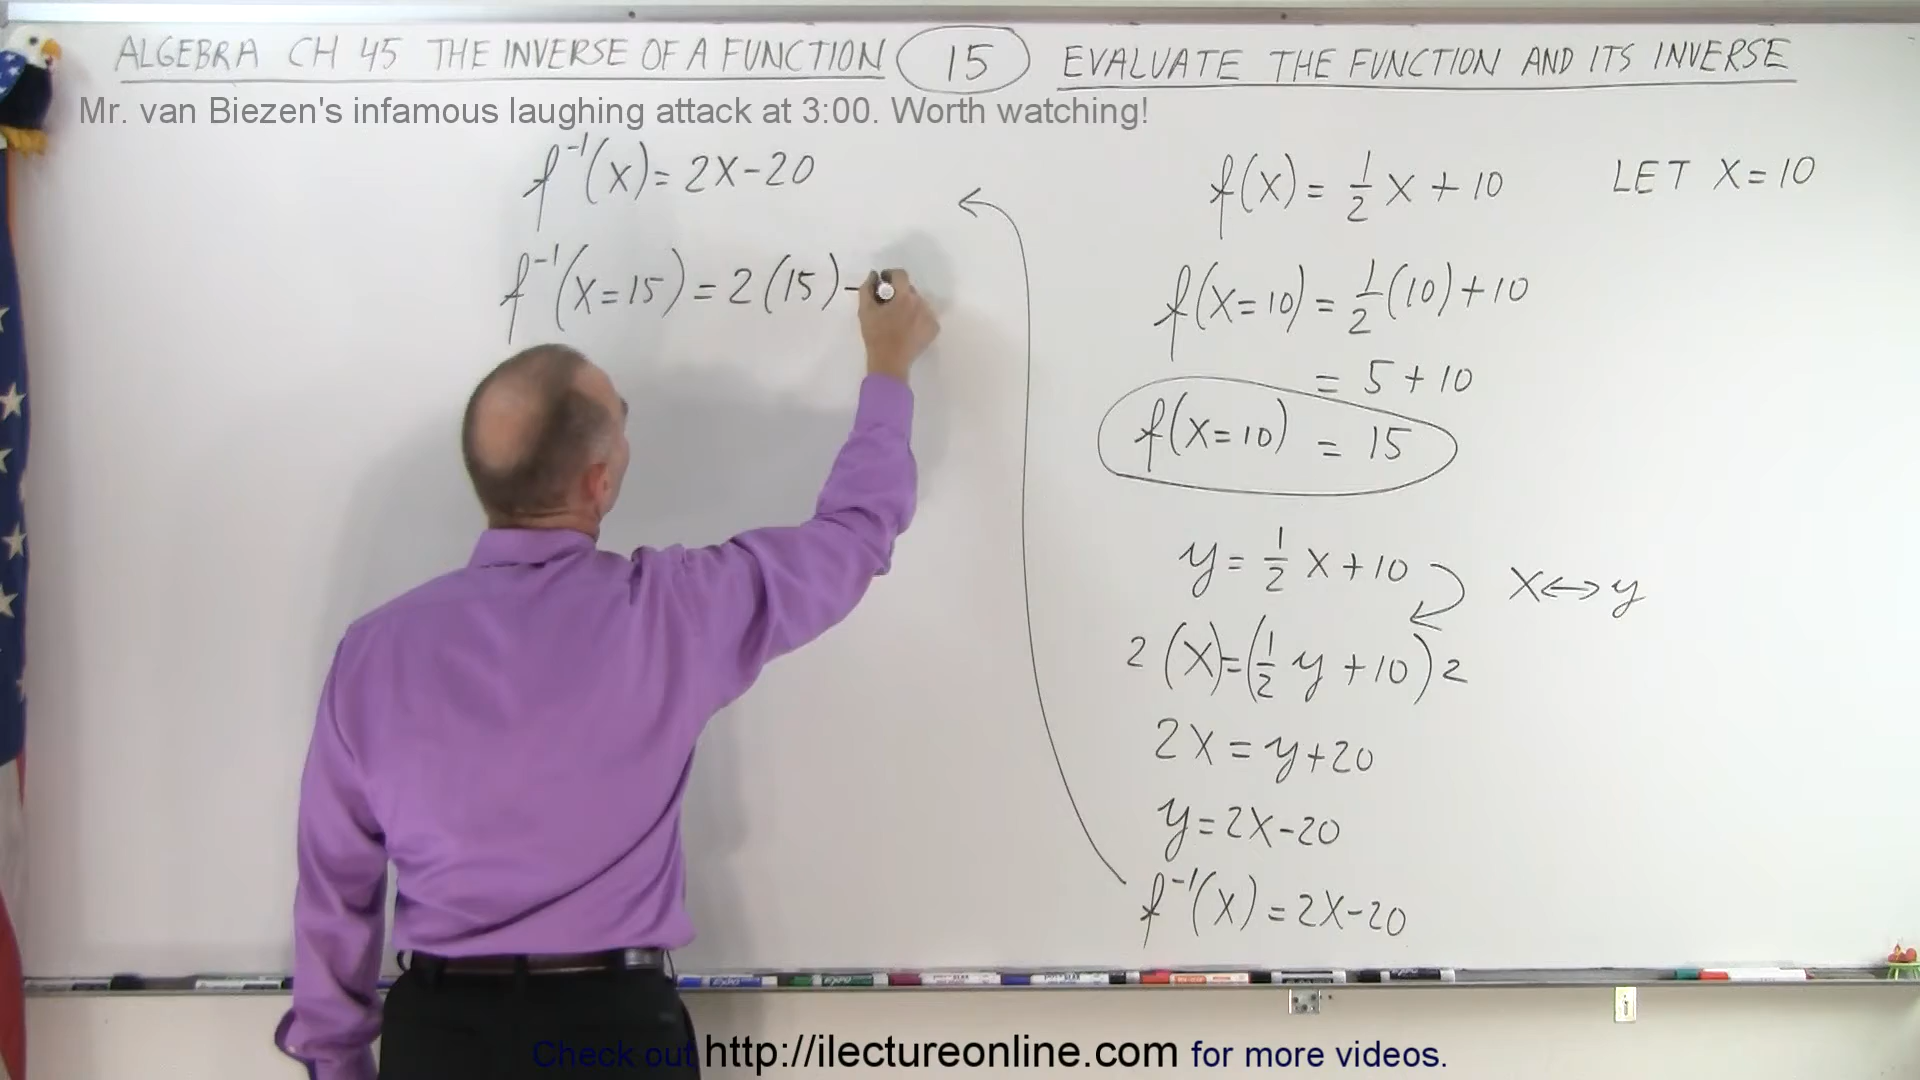 ALGEBRA CH 45 THE INVERSE OF A FUNCTION 15 EVALUATE THE FUNCTION AND ITS INVERSE
Mr. van Biezen's infamous laughing attack at 3:00. Worth watching!
f⁻¹(x) = 2x-20
f⁻¹(x=15) = 2(15) -
f(x) = 1/2 x + 10 LET x=10
f(x=10) = 1/2 (10) + 10
= 5 + 10
f(x=10) = 15
y = 1/2 x + 10 x↔y
2(x) = (1/2 y + 10)2
2x = y+20
y = 2x-20
f⁻¹(x) = 2x-20
Check out http://ilectureonline.com for more videos.